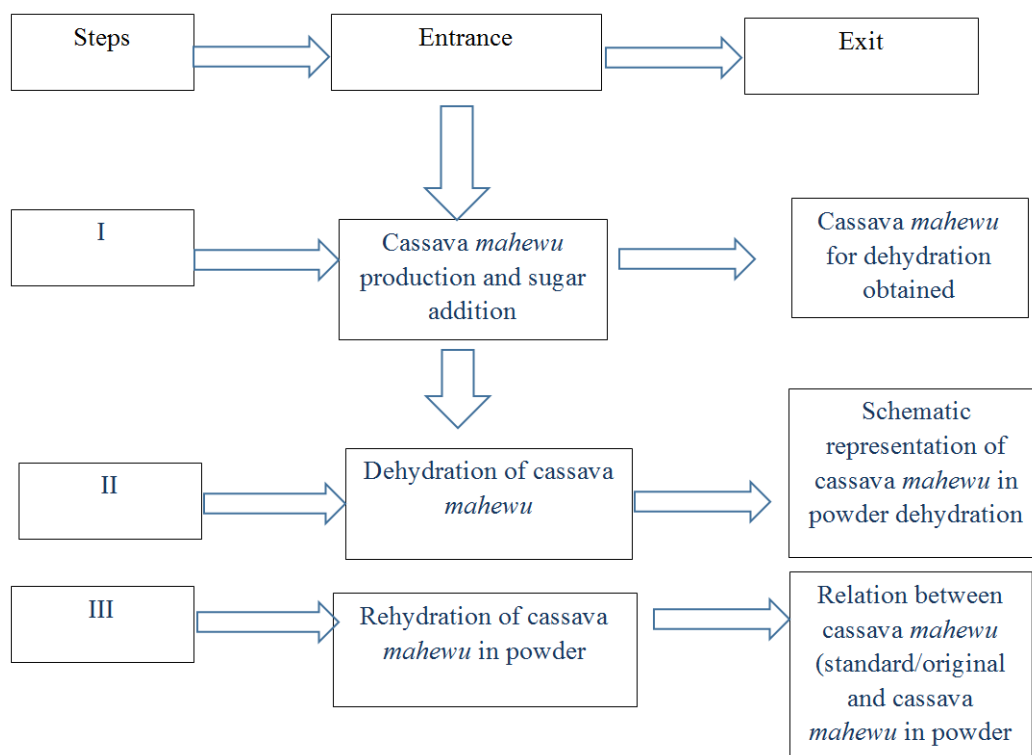 Steps
Entrance
Exit
I
Cassava mahewu
production and sugar
addition
Cassava mahewu
for dehydration
obtained
II
Dehydration of cassava
mahewu
Schematic
representation of
cassava mahewu in
powder dehydration
III
Rehydration of cassava
mahewu in powder
Relation between
cassava mahewu
(standard/original
and cassava
mahewu in powder